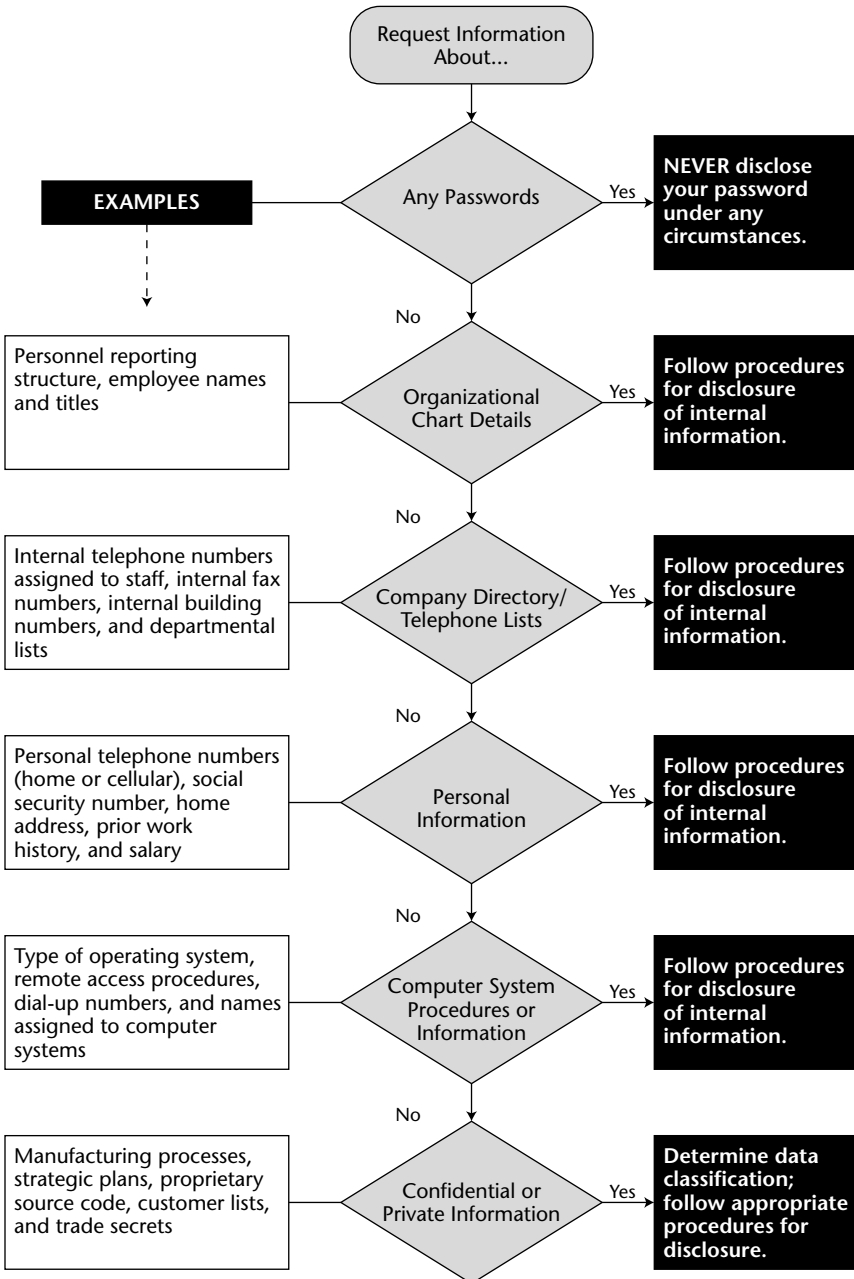 Request Information
About...
EXAMPLES
Any Passwords
Yes
NEVER disclose
your password
under any
circumstances.
No
Personnel reporting
structure, employee names
and titles
Organizational
Chart Details
Yes
Follow procedures
for disclosure
of internal
information.
No
Internal telephone numbers
assigned to staff, internal fax
numbers, internal building
numbers, and departmental
lists
Company Directory/
Telephone Lists
Yes
Follow procedures
for disclosure
of internal
information.
No
Personal telephone numbers
(home or cellular), social
security number, home
address, prior work
history, and salary
Personal
Information
Yes
Follow procedures
for disclosure
of internal
information.
No
Type of operating system,
remote access procedures,
dial-up numbers, and names
assigned to computer
systems
Computer System
Procedures or
Information
Yes
Follow procedures
for disclosure
of internal
information.
No
Manufacturing processes,
strategic plans, proprietary
source code, customer lists,
and trade secrets
Confidential or
Private Information
Yes
Determine data
classification;
follow appropriate
procedures for
disclosure.